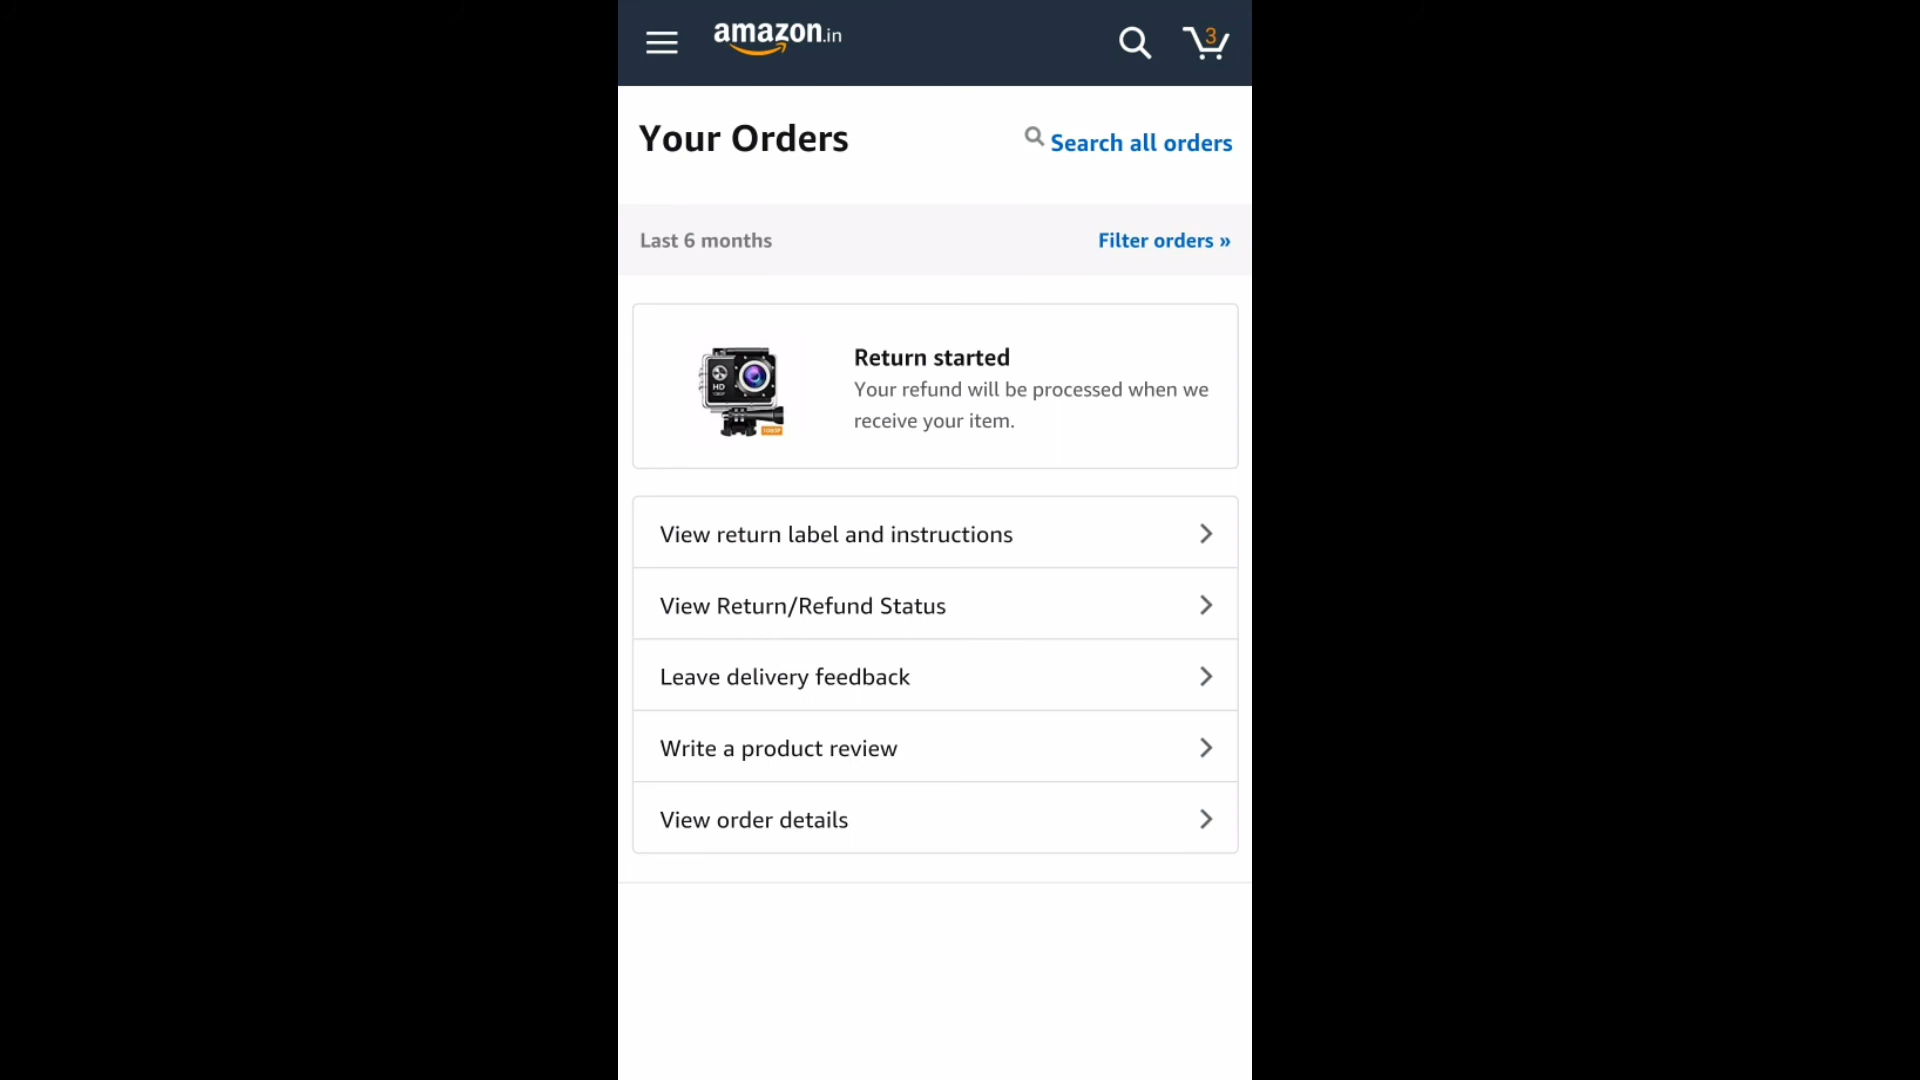 amazon.in
3
Your Orders
Search all orders
Last 6 months
Filter orders »
HD
1080P
Return started
Your refund will be processed when we
receive your item.
View return label and instructions
View Return/Refund Status
Leave delivery feedback
Write a product review
View order details